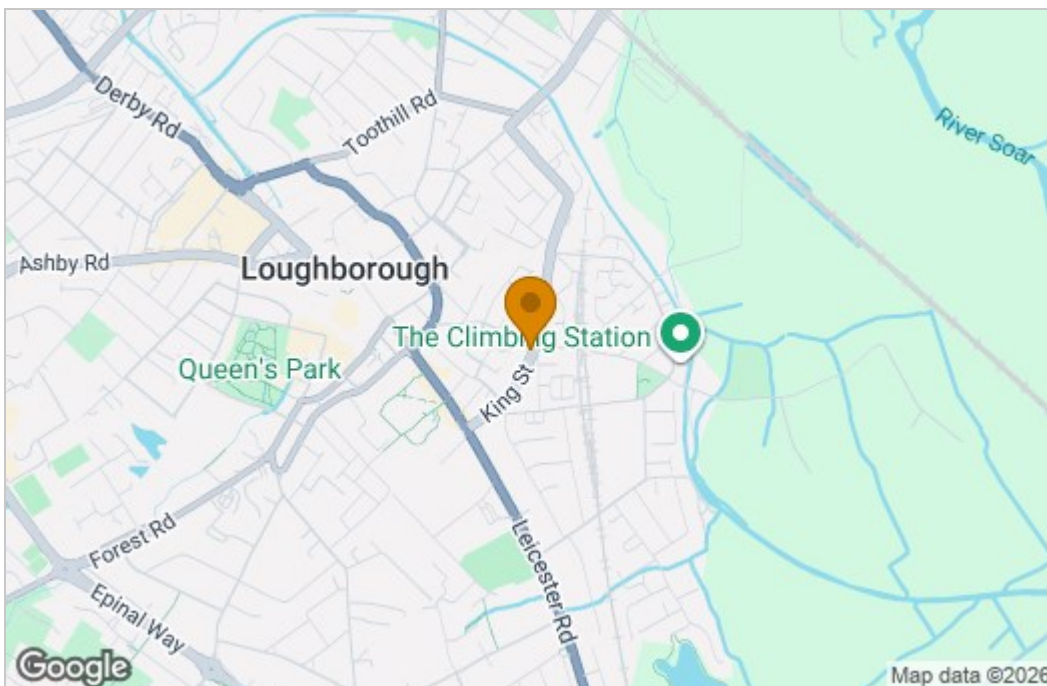 Derby Rd
Toothill Rd
River Soar
Ashby Rd
Loughborough
The Climbing Station
Queen's Park
King St
Forest Rd
Leicester Rd
Epinal Way
Google
Map data ©2026